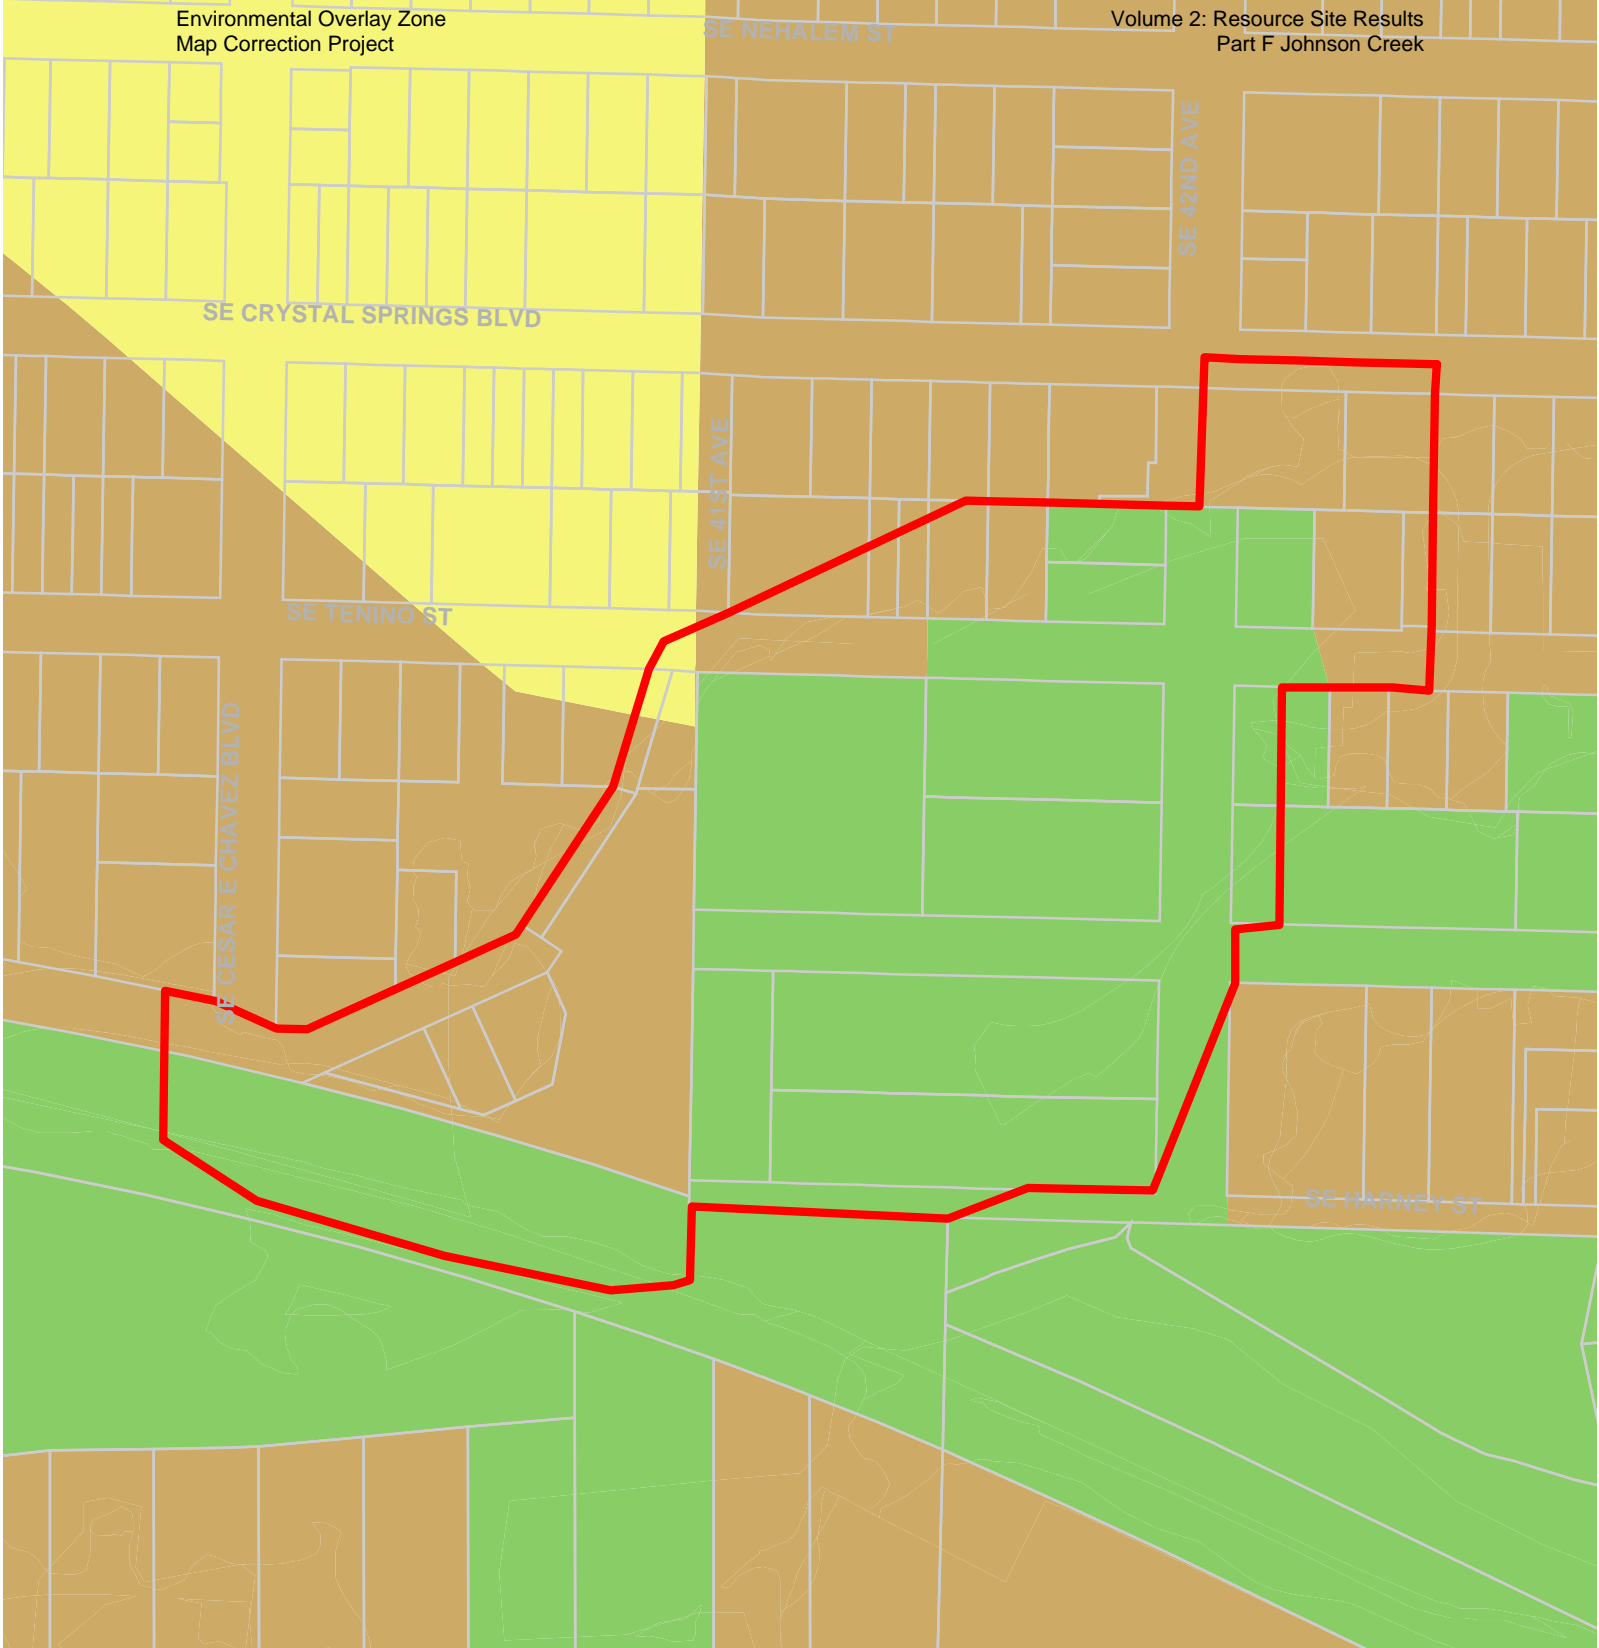 Environmental Overlay Zone
Map Correction Project
Volume 2: Resource Site Results
Part F Johnson Creek
SE NEHALEM ST
SE 42ND AVE
SE CRYSTAL SPRINGS BLVD
SE 41ST AVE
SE TENINO ST
SE CESAR E CHAVEZ BLVD
SE HARNEY ST